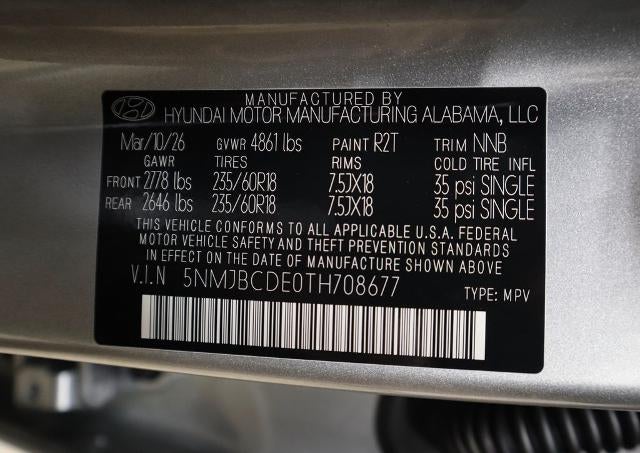 MANUFACTURED BY
HYUNDAI MOTOR MANUFACTURING ALABAMA, LLC
Mar/10/26 GVWR 4861 lbs PAINT R2T TRIM NNB
GAWR TIRES RIMS COLD TIRE INFL
FRONT 2778 lbs 235/60R18 7.5JX18 35 psi SINGLE
REAR 2646 lbs 235/60R18 7.5JX18 35 psi SINGLE
THIS VEHICLE CONFORMS TO ALL APPLICABLE U.S.A. FEDERAL
MOTOR VEHICLE SAFETY AND THEFT PREVENTION STANDARDS
IN EFFECT ON THE DATE OF MANUFACTURE SHOWN ABOVE
V.I.N 5NMJBCDE0TH708677
TYPE: MPV